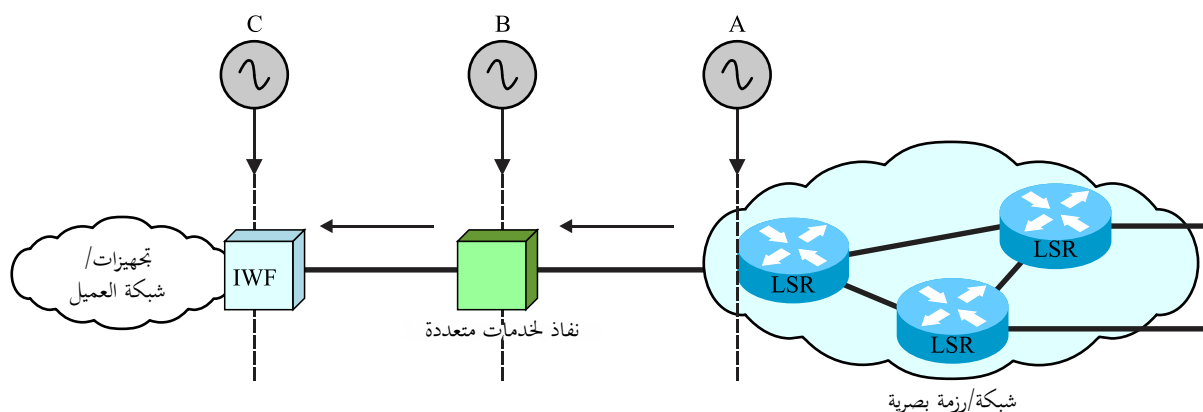 C
B
A
تجهيزات/
شبكة العميل
IWF
نفاذ لخدمات متعددة
LSR
LSR
LSR
شبكة/رزمة بصرية